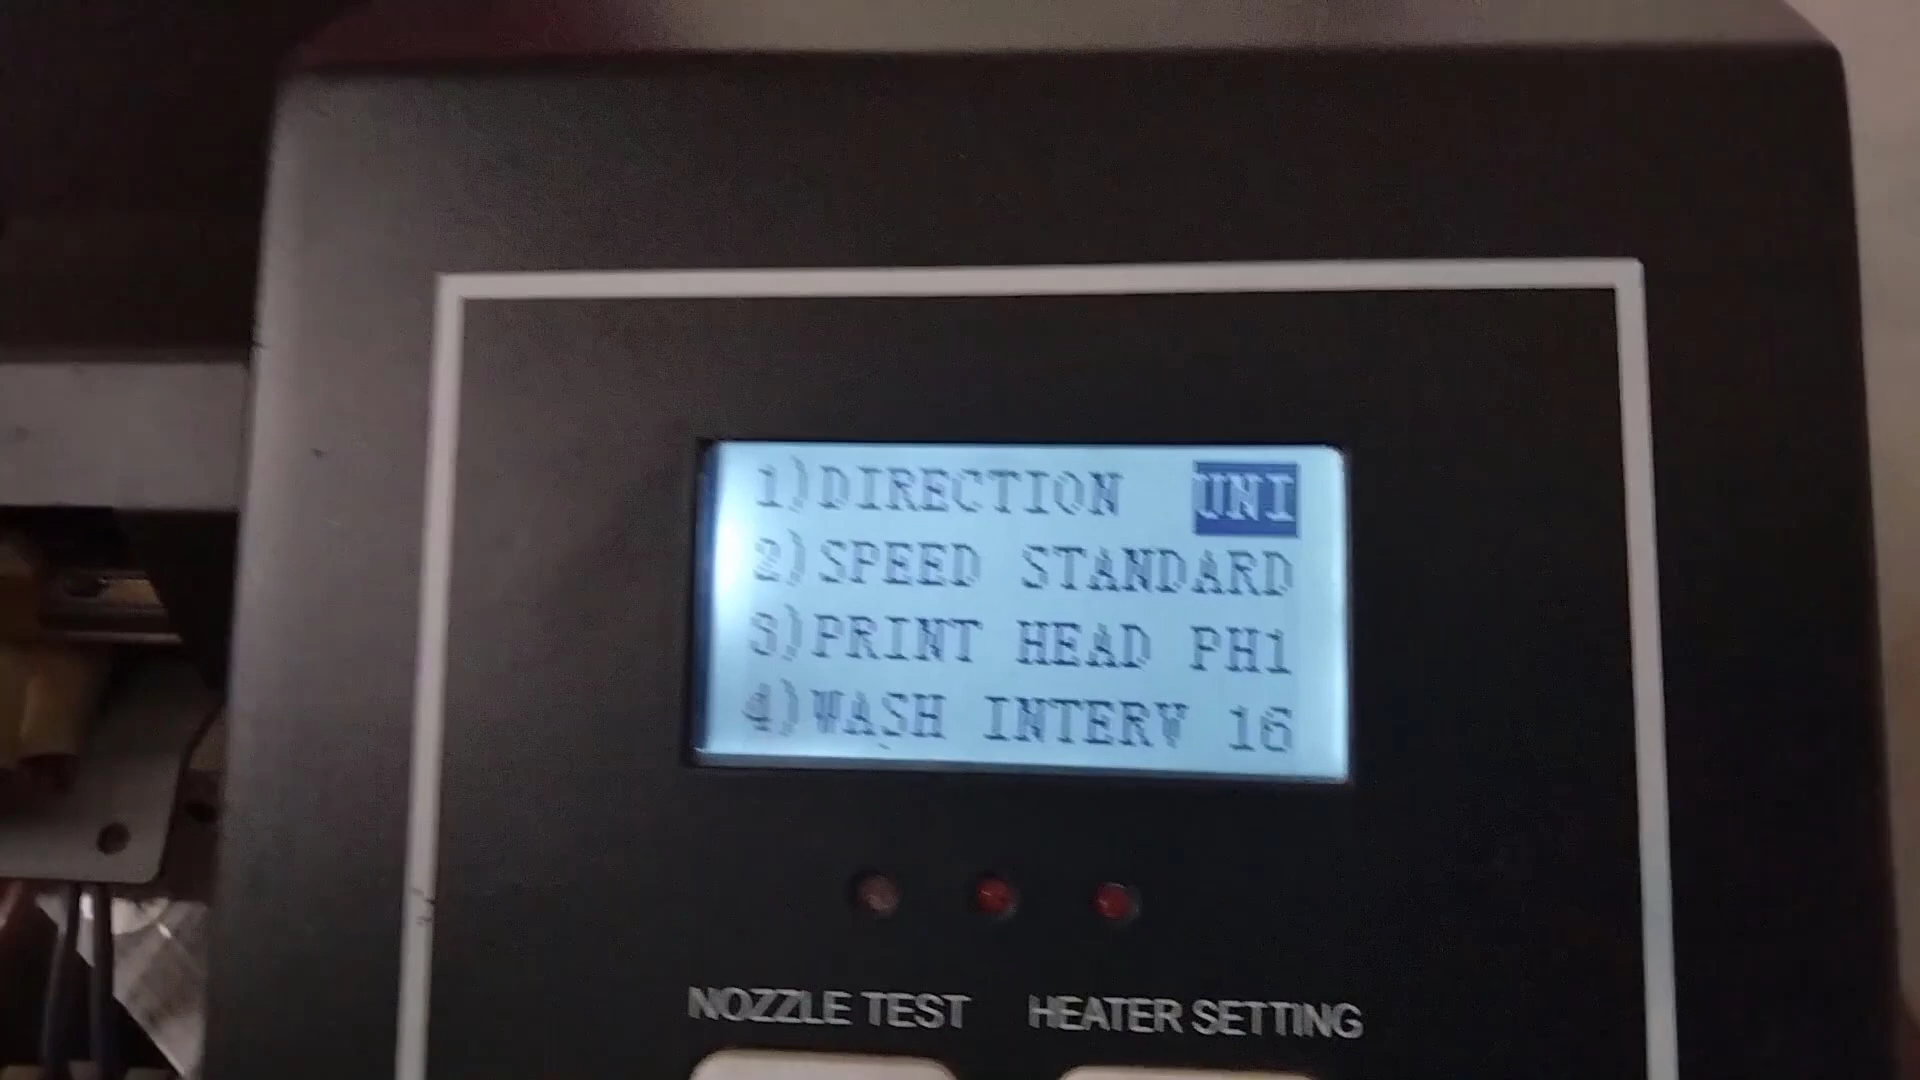 1)DIRECTION UNI
2)SPEED STANDARD
3)PRINT HEAD PH1
4)WASH INTERV 16
NOZZLE TEST HEATER SETTING